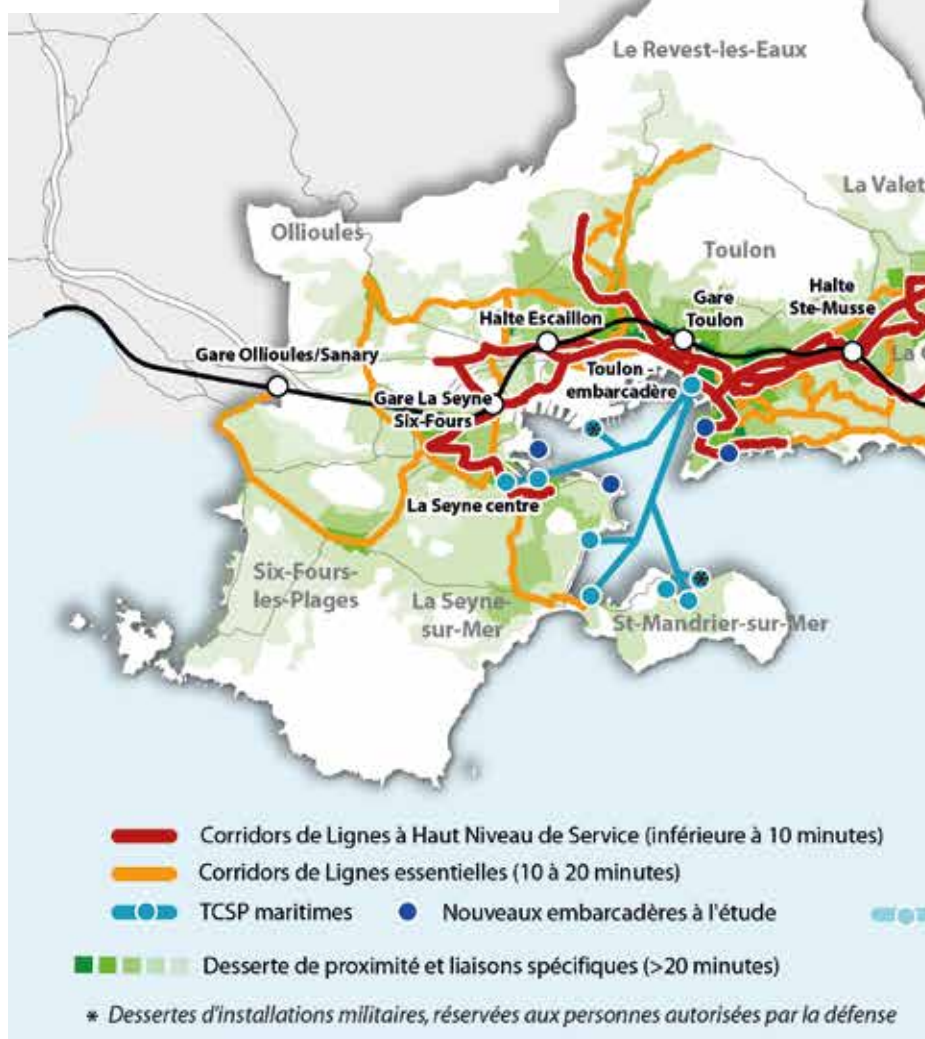 Le Revest-les-Eaux
La Valet
Ollioules
Toulon
Halte
Ste-Musse
Gare
Toulon
Halte Escaillon
La
Gare Ollioules/Sanary
Toulon -
embarcadère
Gare La Seyne
Six-Fours
*
La Seyne centre
Six-Fours-
les-Plages
La Seyne-
sur-Mer
*
St-Mandrier-sur-Mer
Corridors de Lignes à Haut Niveau de Service (inférieure à 10 minutes)
Corridors de Lignes essentielles (10 à 20 minutes)
TCSP maritimes
Nouveaux embarcadères à l'étude
Desserte de proximité et liaisons spécifiques (>20 minutes)
* Dessertes d'installations militaires, réservées aux personnes autorisées par la défense